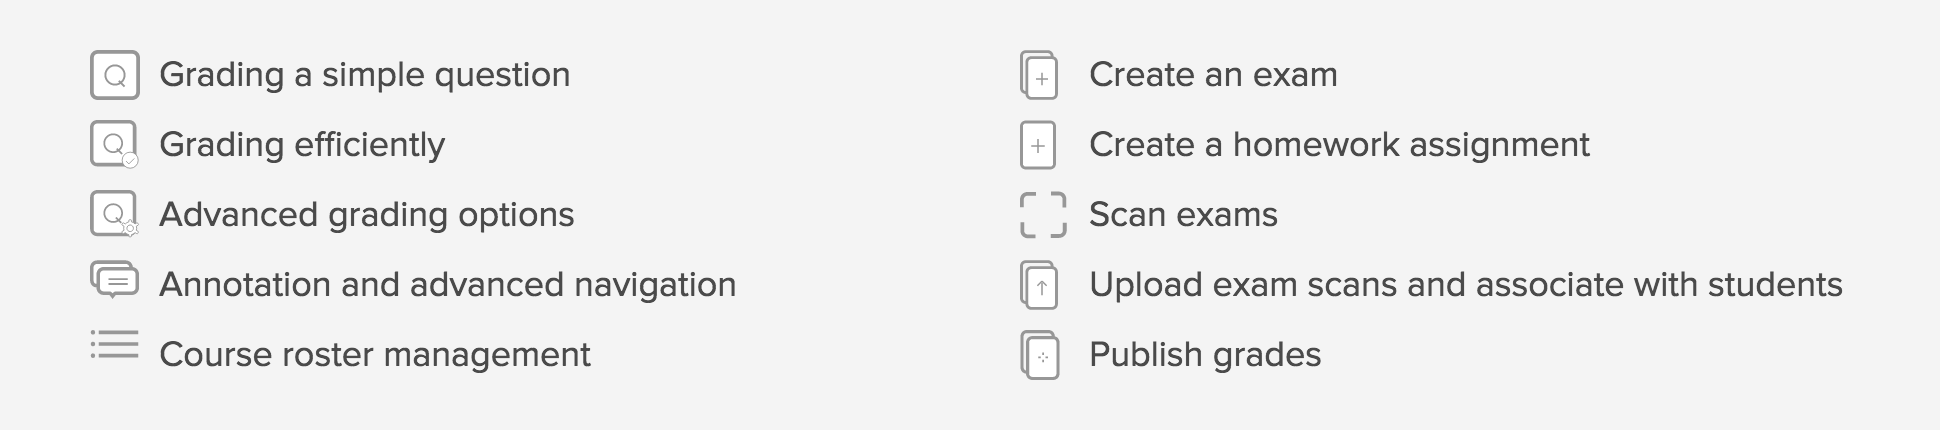 Grading a simple question
Grading efficiently
Advanced grading options
Annotation and advanced navigation
Course roster management
Create an exam
Create a homework assignment
Scan exams
Upload exam scans and associate with students
Publish grades